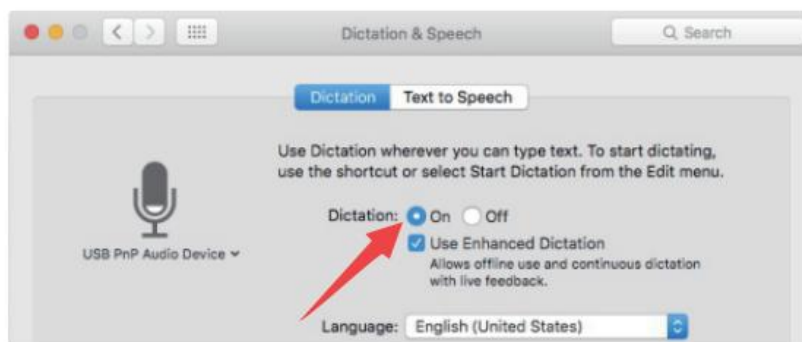 Dictation & Speech
Search
Dictation
Text to Speech
Use Dictation wherever you can type text. To start dictating,
use the shortcut or select Start Dictation from the Edit menu.
Dictation: On Off
USB PnP Audio Device
Use Enhanced Dictation
Allows offline use and continuous dictation
with live feedback.
Language: English (United States)